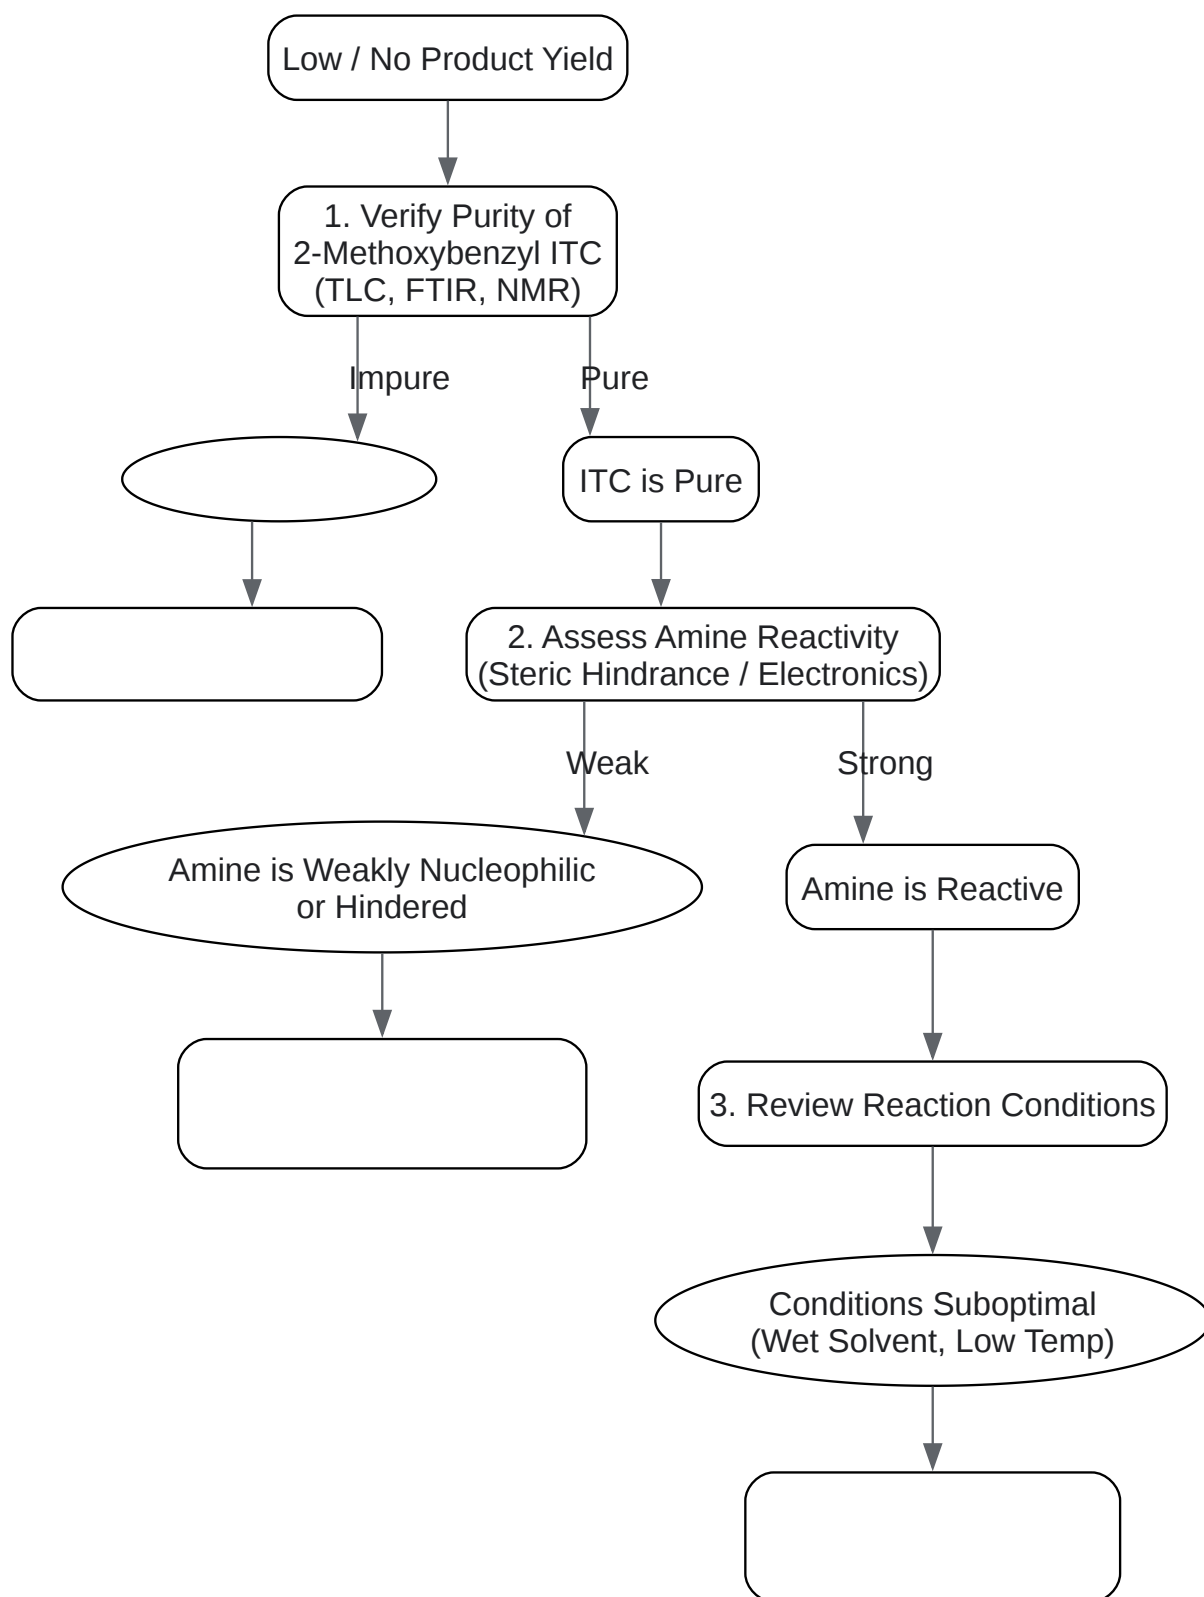 Low / No Product Yield
1. Verify Purity of
2-Methoxybenzyl ITC
(TLC, FTIR, NMR)
Impure
Pure
ITC is Pure
2. Assess Amine Reactivity
(Steric Hindrance / Electronics)
Weak
Strong
Amine is Weakly Nucleophilic
or Hindered
Amine is Reactive
3. Review Reaction Conditions
Conditions Suboptimal
(Wet Solvent, Low Temp)